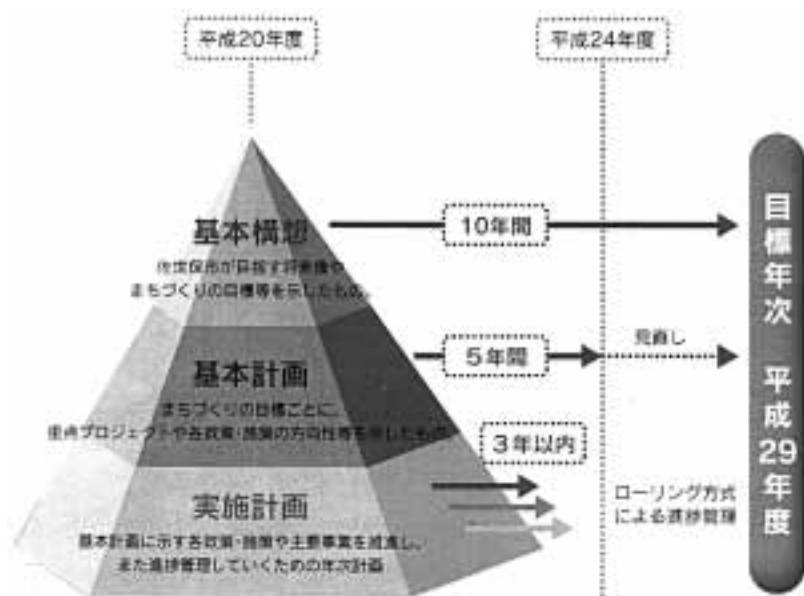 平成20年度
平成24年度
基本構想
佐世保市が目指す将来像や
まちづくりの目標等を示したもの。
10年間
目標年次 平成29年度
基本計画
まちづくりの目標ごとに、
重点プロジェクトや各政策・施策の方向性等を示したもの。
5年間
見直し
3年以内
実施計画
基本計画に示す各政策・施策や主要事業を推進し、
また進捗管理していくための年次計画
ローリング方式
による進捗管理